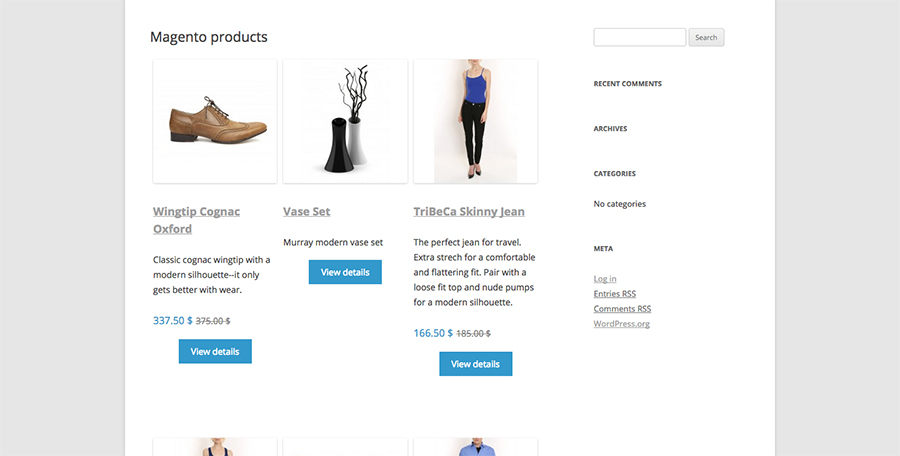 Magento products
Wingtip Cognac
Oxford
Classic cognac wingtip with a
modern silhouette--it only
gets better with wear.
337.50 $ 375.00 $
View details
Vase Set
Murray modern vase set
View details
TriBeCa Skinny Jean
The perfect jean for travel.
Extra strech for a comfortable
and flattering fit. Pair with a
loose fit top and nude pumps
for a modern silhouette.
166.50 $ 185.00 $
View details
Search
RECENT COMMENTS
ARCHIVES
CATEGORIES
No categories
META
Log in
Entries RSS
Comments RSS
WordPress.org